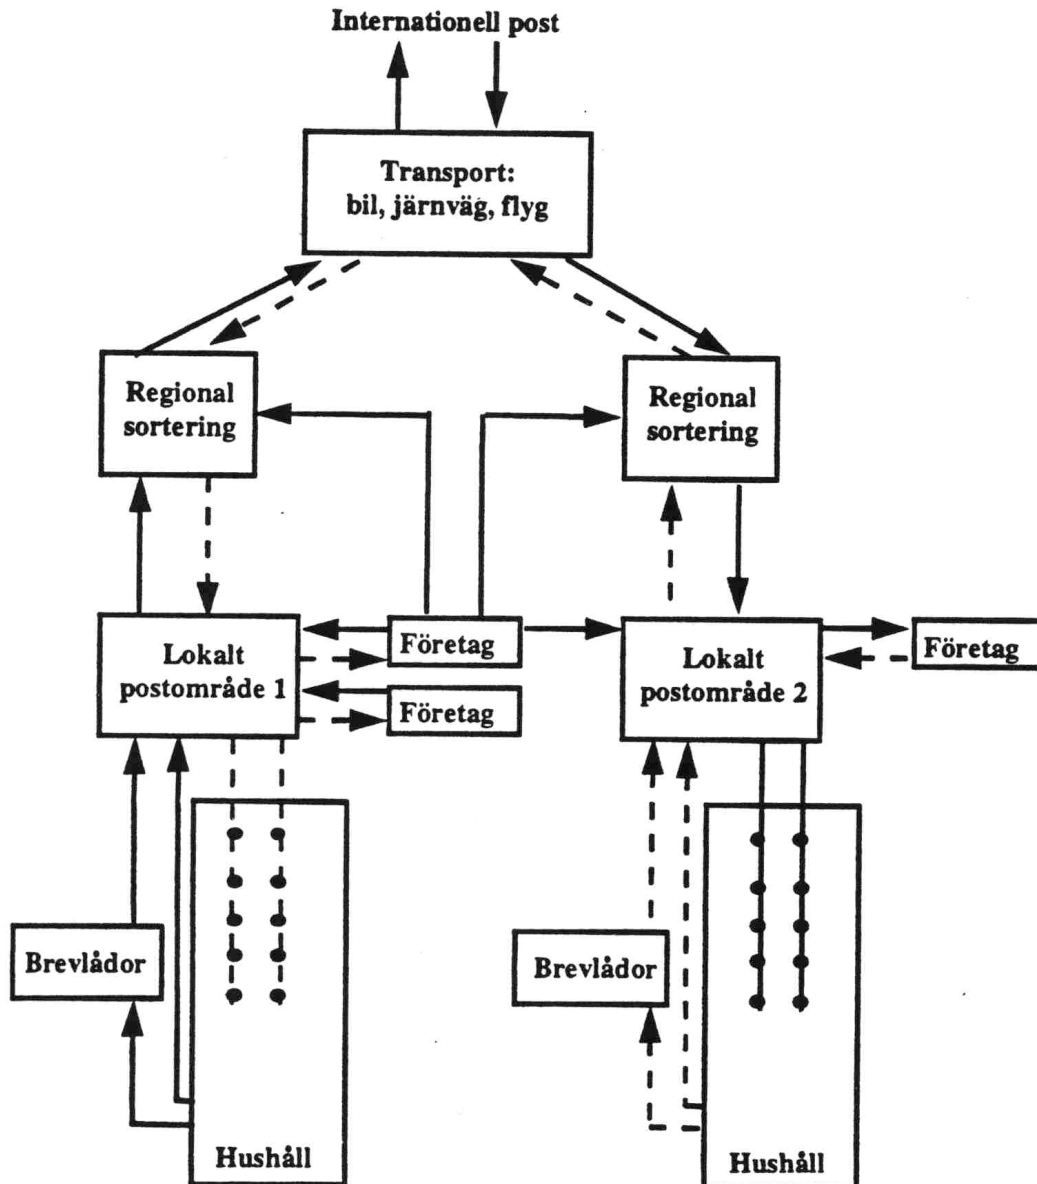 Internationell post
Transport:
bil, järnväg, flyg
Regional
sortering
Regional
sortering
Lokalt
postområde 1
Företag
Företag
Lokalt
postområde 2
Företag
Brevlådor
Brevlådor
Hushåll
Hushåll